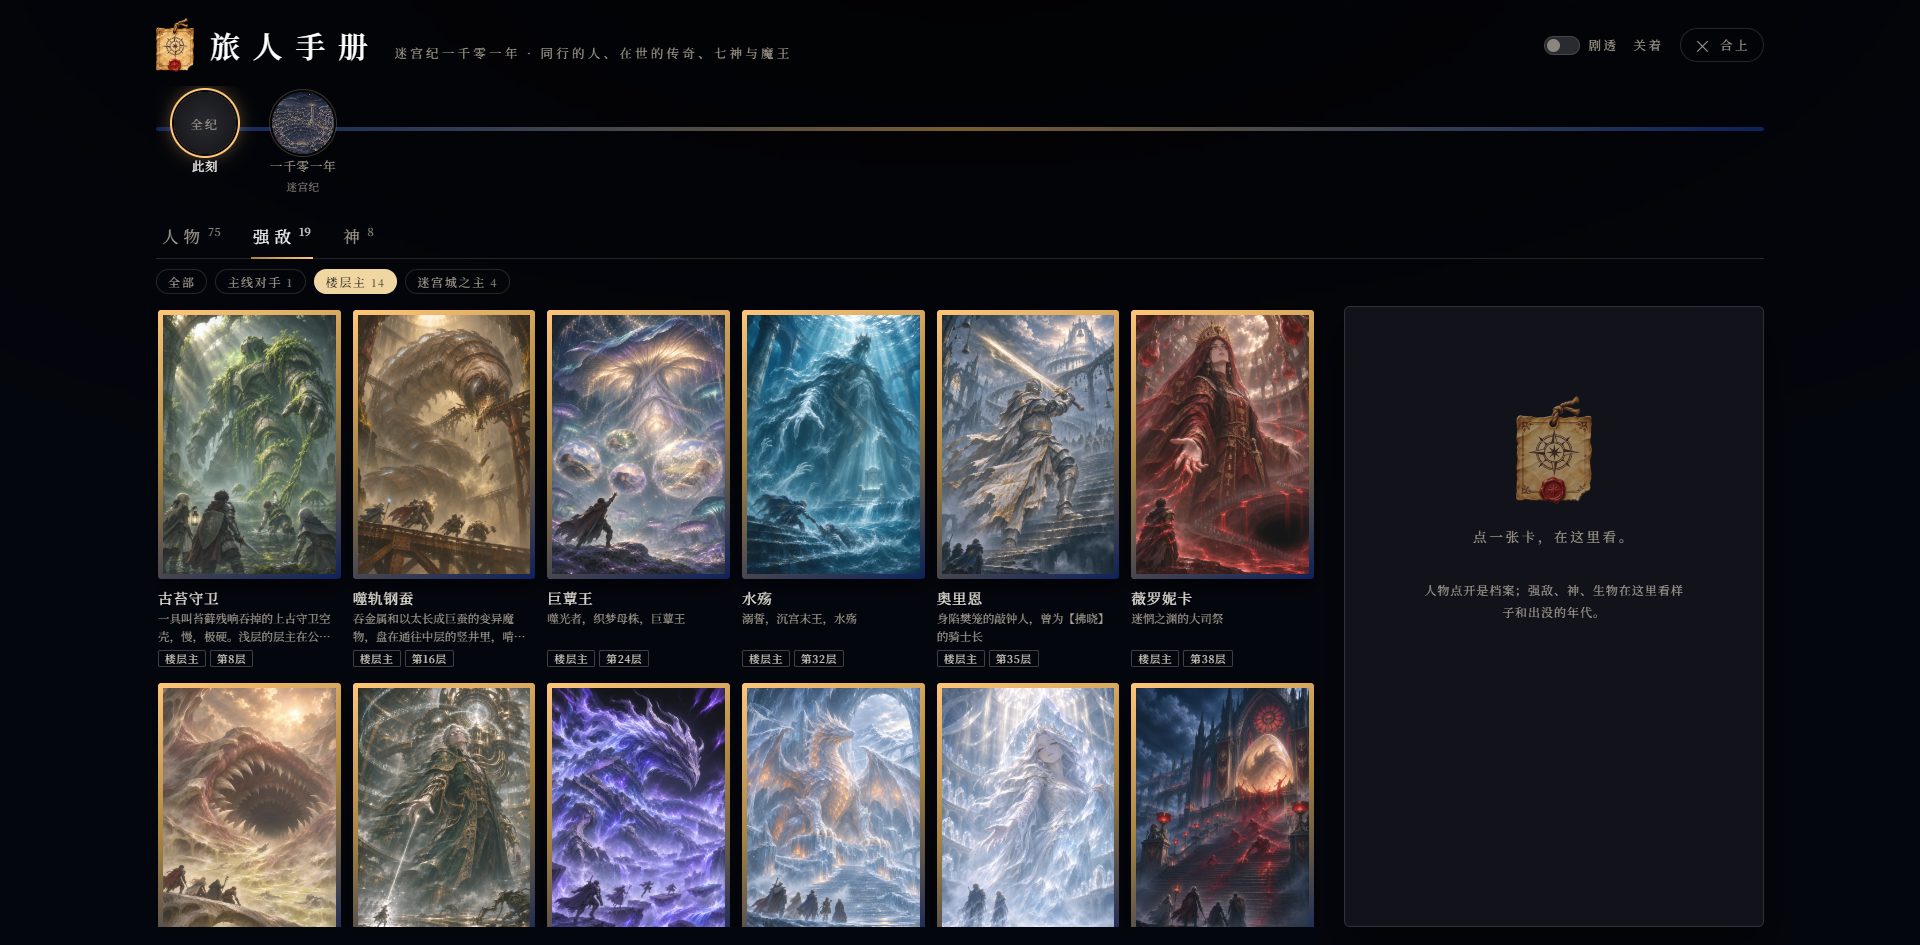 旅人手册
迷宫纪一千零一年 · 同行的人、在世的传奇、七神与魔王
剧透 关着
合上
全纪
此刻
一千零一年
迷宫纪
人物 75
强敌 19
神 8
全部
主线对手 1
楼层主 14
迷宫城之主 4
古苔守卫
一具叫苔藓残响吞掉的上古守卫空
壳，慢，极硬。浅层的层主在公…
楼层主 第8层
噬轨钢蚕
吞金属和以太长成巨蚕的变异魔
物，盘在通往中层的竖井里，啃…
楼层主 第16层
巨蕈王
噬光者，织梦母株，巨蕈王
楼层主 第24层
水殇
溺誓，沉宫末王，水殇
楼层主 第32层
奥里恩
身陷樊笼的敲钟人，曾为【拂晓】
的骑士长
楼层主 第35层
薇罗妮卡
迷惘之渊的大司祭
楼层主 第38层
点一张卡，在这里看。
人物点开是档案；强敌、神、生物在这里看样
子和出没的年代。